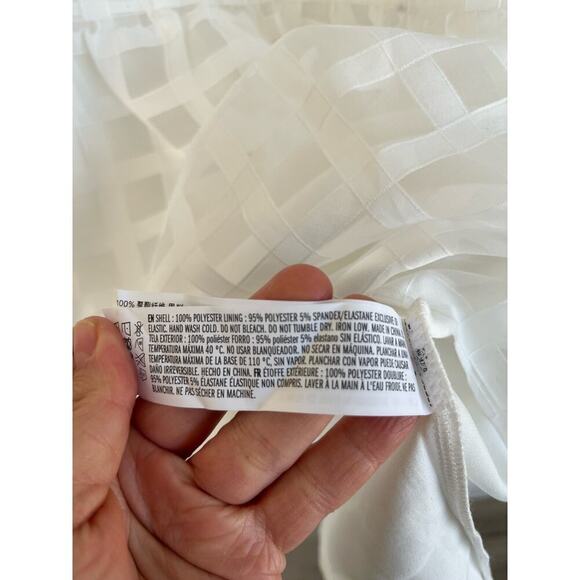 100% 聚酯纤维
EN SHELL : 100% POLYESTER LINING : 95% POLYESTER 5% SPANDEX/ELASTANE EXCLUSIVE O
ELASTIC. HAND WASH COLD. DO NOT BLEACH. DO NOT TUMBLE DRY. IRON LOW. MADE IN CHINA
TELA EXTERIOR : 100% poliéster FORRO : 95% poliéster 5% elastano SIN ELÁSTICO. LAVAR A MAN
TEMPERATURA MÁXIMA 40 °C. NO USAR BLANQUEADOR. NO SECAR EN MÁQUINA. PLANCHAR A UN
TEMPERATURA MÁXIMA DE LA BASE DE 110 °C, SIN VAPOR. PLANCHAR CON VAPOR PUEDE CAUSAR
DAÑO IRREVERSIBLE. HECHO EN CHINA. FR ÉTOFFE EXTÉRIEURE : 100% POLYESTER DOUBLURE :
95% POLYESTER 5% ÉLASTANE ÉLASTIQUE NON COMPRIS. LAVER À LA MAIN À L'EAU FROIDE. NE PAS
BLANCHIR. NE PAS SÉCHER EN MACHINE.